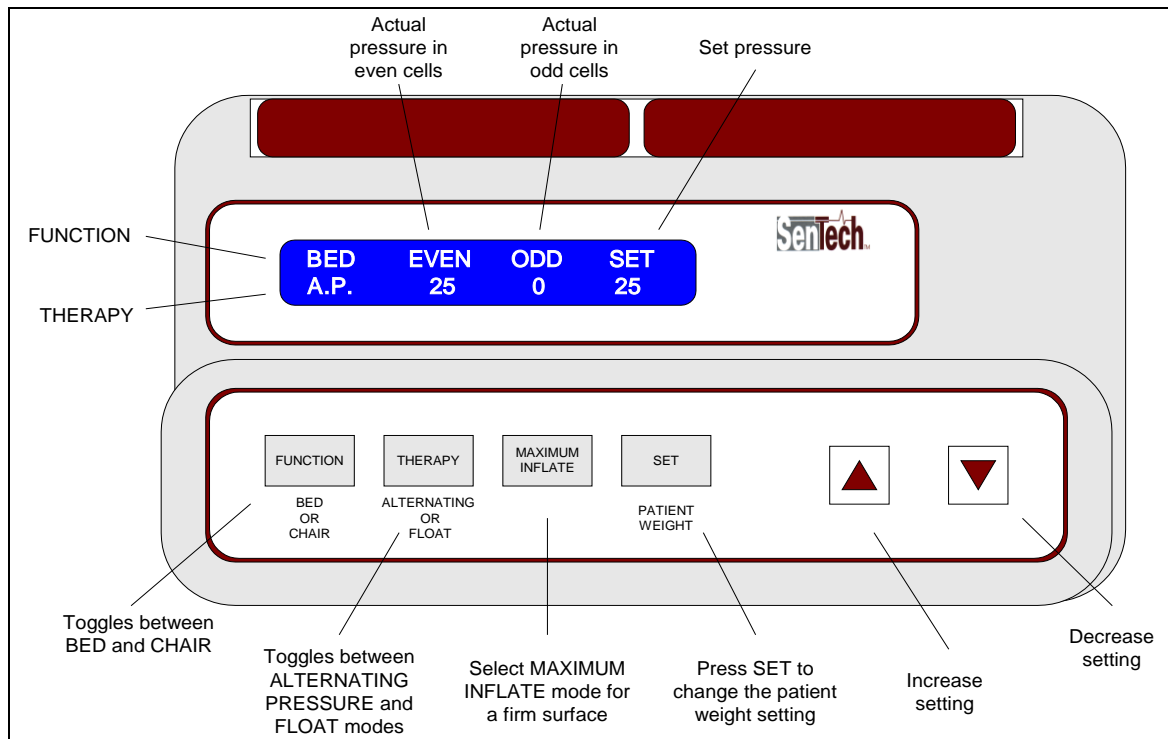 Actual
pressure in
even cells
Actual
pressure in
odd cells
Set pressure
SenTech™
FUNCTION
BED EVEN ODD SET
A.P. 25 0 25
THERAPY
FUNCTION
THERAPY
MAXIMUM
INFLATE
SET
BED
OR
CHAIR
ALTERNATING
OR
FLOAT
PATIENT
WEIGHT
Toggles between
BED and CHAIR
Toggles between
ALTERNATING
PRESSURE and
FLOAT modes
Select MAXIMUM
INFLATE mode for
a firm surface
Press SET to
change the patient
weight setting
Increase
setting
Decrease
setting